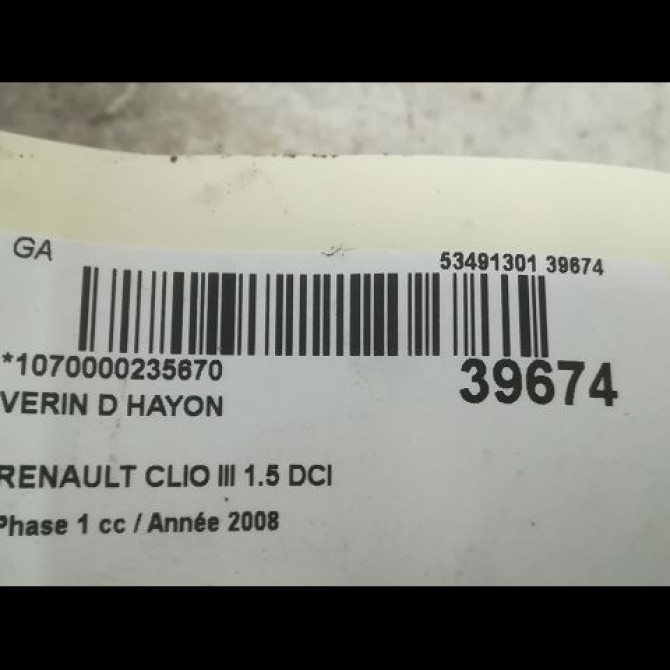 GA
53491301 39674
*1070000235670
39674
VERIN D HAYON
RENAULT CLIO III 1.5 DCI
Phase 1 cc / Année 2008